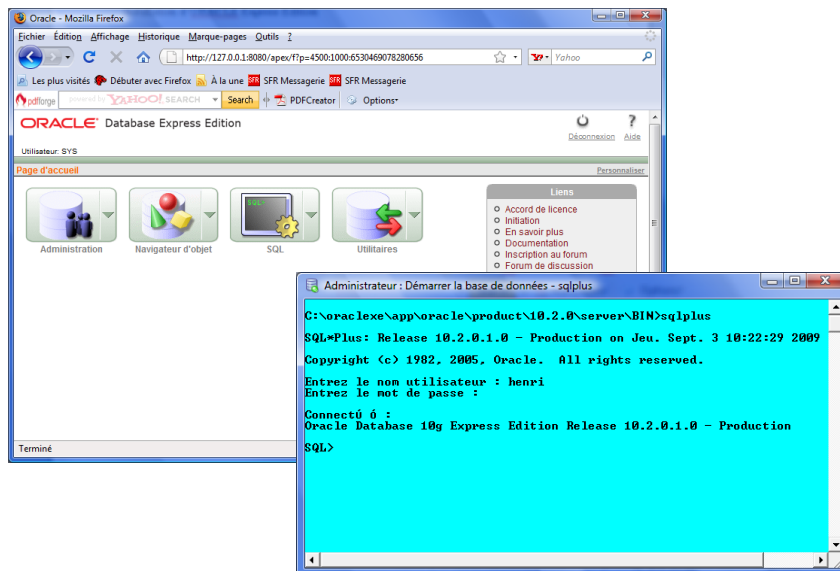 Oracle - Mozilla Firefox
Fichier Édition Affichage Historique Marque-pages Outils ?
http://127.0.0.1:8080/apex/f?p=4500:1000:6530469078280656
Yahoo
Les plus visités Débuter avec Firefox À la une SFR SFR Messagerie SFR SFR Messagerie
pdfforge powered by YAHOO! SEARCH Search PDFCreator Options
ORACLE Database Express Edition
Déconnexion Aide
Utilisateur: SYS
Page d'accueil Personnaliser
SQL>
Administration Navigateur d'objet SQL Utilitaires
Liens
Accord de licence
Initiation
En savoir plus
Documentation
Inscription au forum
Forum de discussion
Terminé
Administrateur : Démarrer la base de données - sqlplus
C:\oraclexe\app\oracle\product\10.2.0\server\BIN>sqlplus
SQL*Plus: Release 10.2.0.1.0 - Production on Jeu. Sept. 3 10:22:29 2009
Copyright (c) 1982, 2005, Oracle. All rights reserved.
Entrez le nom utilisateur : henri
Entrez le mot de passe :
Connectú ó :
Oracle Database 10g Express Edition Release 10.2.0.1.0 - Production
SQL>